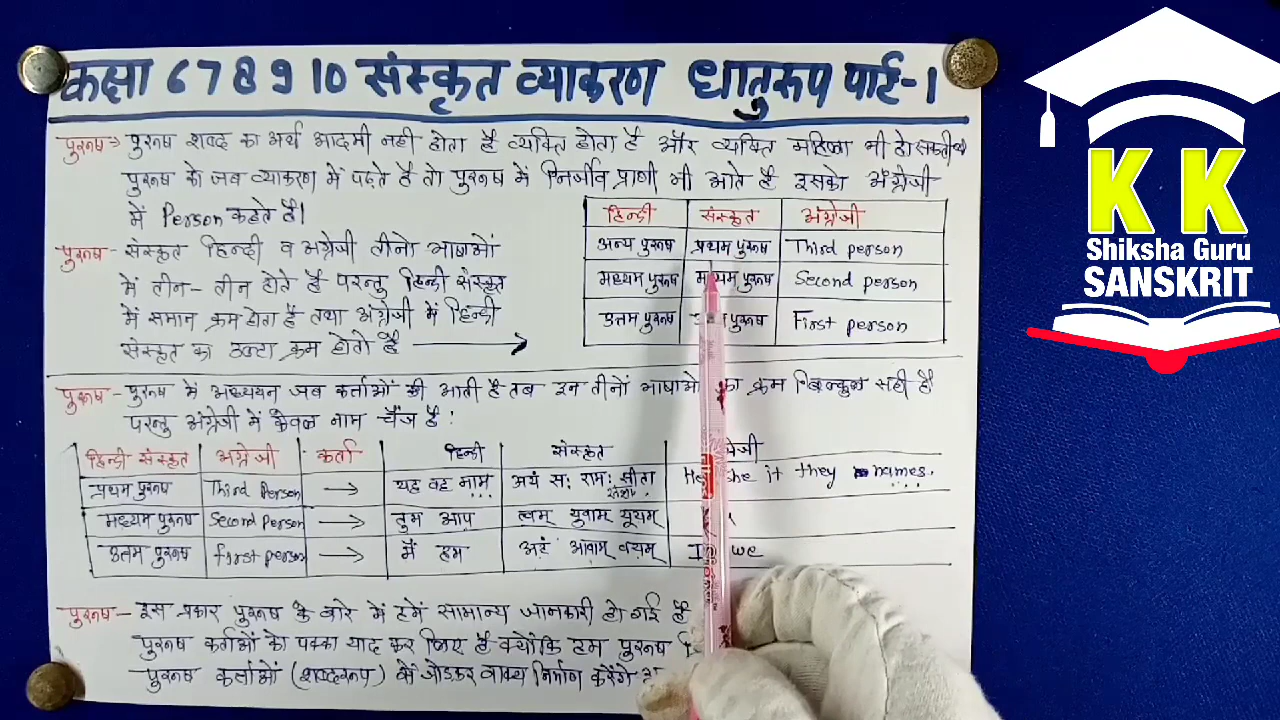 कक्षा 6 7 8 9 10 संस्कृत व्याकरण धातुरूप पार्ट-1
पुरूष⇒ पुरूष शब्द का अर्थ आदमी नही होता है व्यक्ति होता है और व्यक्ति महिला भी हो सकती है
पुरूष को जब व्याकरण में पढ़ते है तो पुरूष में निर्जीव प्राणी भी आते है इसको अंग्रेजी
में Person कहते है।
पुरूष - संस्कृत हिन्दी व अंग्रेजी तीनो भाषाओं
में तीन-तीन होते है परन्तु हिन्दी संस्कृत
में समान क्रम होता है तथा अंग्रेजी में हिन्दी
संस्कृत का उल्टा क्रम होता है →
हिन्दी संस्कृत अंग्रेजी
अन्य पुरूष प्रथम पुरूष Third person
मध्यम पुरूष मध्यम पुरूष Second person
उत्तम पुरूष पुरूष First person
पुरूष - पुरूष में अध्ययन जब कर्ताओं की आती है तब इन तीनों भाषाओ का क्रम बिल्कुल सही है।
परन्तु अंग्रेजी में केवल नाम चैंज है।
हिन्दी संस्कृत अंग्रेजी कर्ता हिन्दी संस्कृत
प्रथम पुरूष Third Person → यह वह नाम... अयं सः रामः सीता He she it they names....
मध्यम पुरूष Second Person → तुम आप त्वम् युवाम् यूयम्
उत्तम पुरूष first person → मैं हम अहं आवाम् वयम् I we
पुरूष - इस प्रकार पुरूष के बारे में हमें सामान्य जानकारी हो गई है
पुरूष कर्ताओं को पक्का याद कर लिए है क्योंकि हम पुरूष
पुरूष कर्ताओं (शब्दरूप) को जोडकर वाक्य निर्माण करेंगे
K K
Shiksha Guru
SANSKRIT